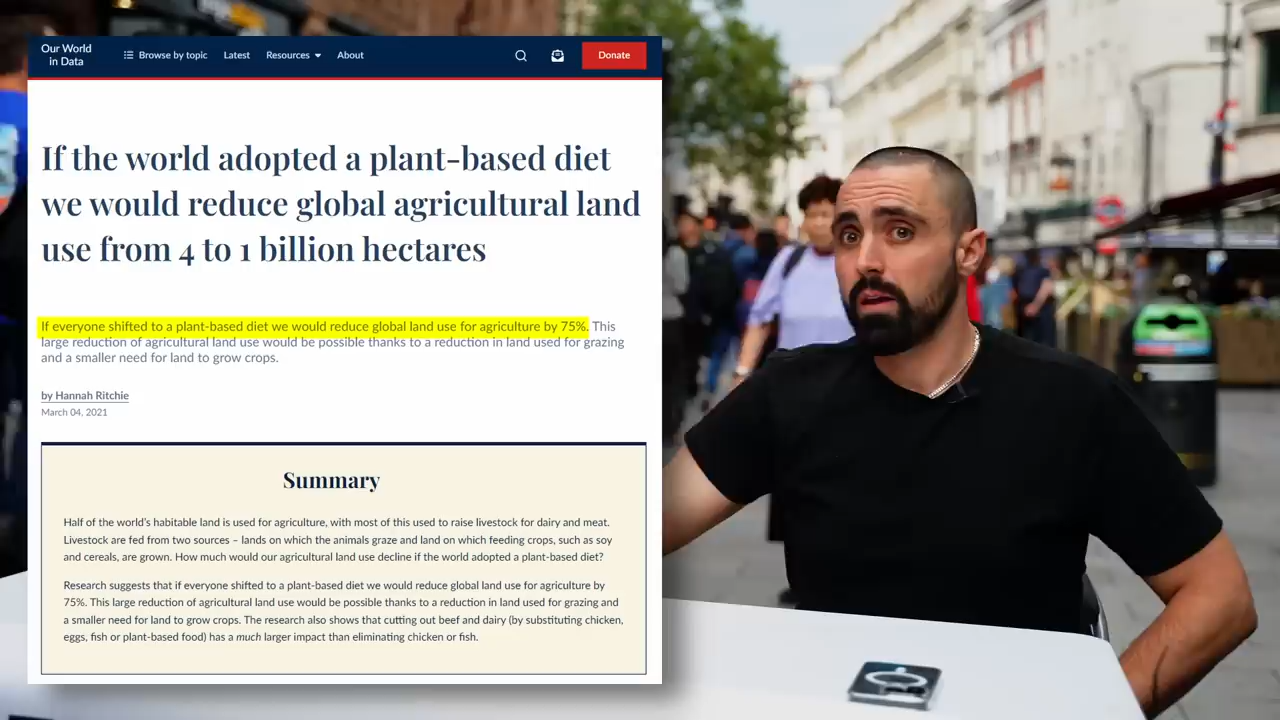 Our World
in Data
Browse by topic
Latest
Resources
About
Donate
If the world adopted a plant-based diet
we would reduce global agricultural land
use from 4 to 1 billion hectares
If everyone shifted to a plant-based diet we would reduce global land use for agriculture by 75%. This
large reduction of agricultural land use would be possible thanks to a reduction in land used for grazing
and a smaller need for land to grow crops.
by Hannah Ritchie
March 04, 2021
Summary
Half of the world's habitable land is used for agriculture, with most of this used to raise livestock for dairy and meat.
Livestock are fed from two sources – lands on which the animals graze and land on which feeding crops, such as soy
and cereals, are grown. How much would our agricultural land use decline if the world adopted a plant-based diet?
Research suggests that if everyone shifted to a plant-based diet we would reduce global land use for agriculture by
75%. This large reduction of agricultural land use would be possible thanks to a reduction in land used for grazing and
a smaller need for land to grow crops. The research also shows that cutting out beef and dairy (by substituting chicken,
eggs, fish or plant-based food) has a much larger impact than eliminating chicken or fish.